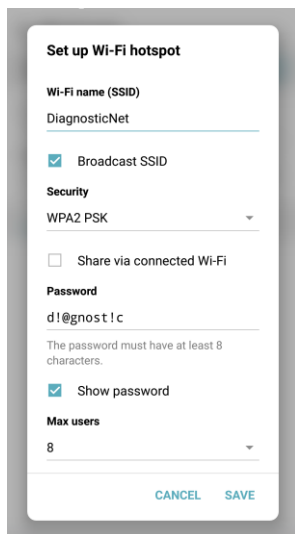 Set up Wi-Fi hotspot
Wi-Fi name (SSID)
DiagnosticNet
Broadcast SSID
Security
WPA2 PSK
Share via connected Wi-Fi
Password
d!@gnost!c
The password must have at least 8
characters.
Show password
Max users
8
CANCEL SAVE